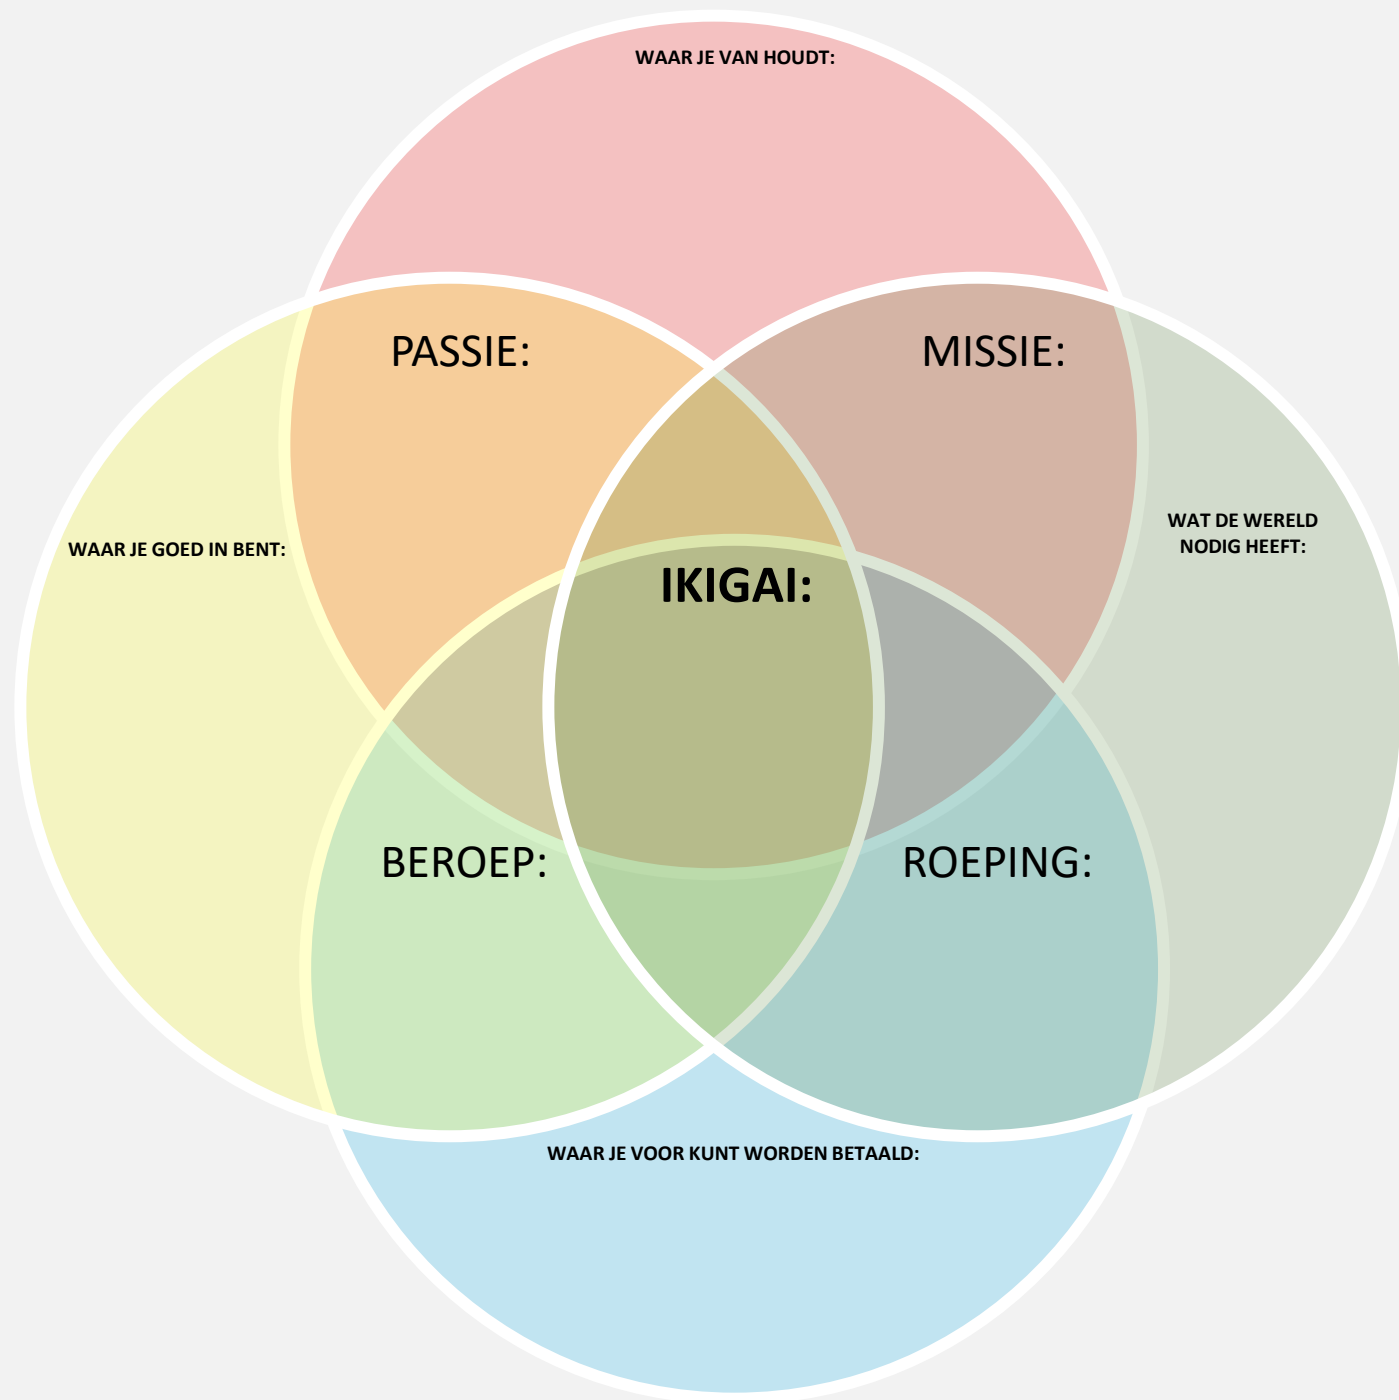 WAAR JE VAN HOUDT:
PASSIE:
MISSIE:
WAAR JE GOED IN BENT:
WAT DE WERELD
NODIG HEEFT:
IKIGAI:
BEROEP:
ROEPING:
WAAR JE VOOR KUNT WORDEN BETAALD: